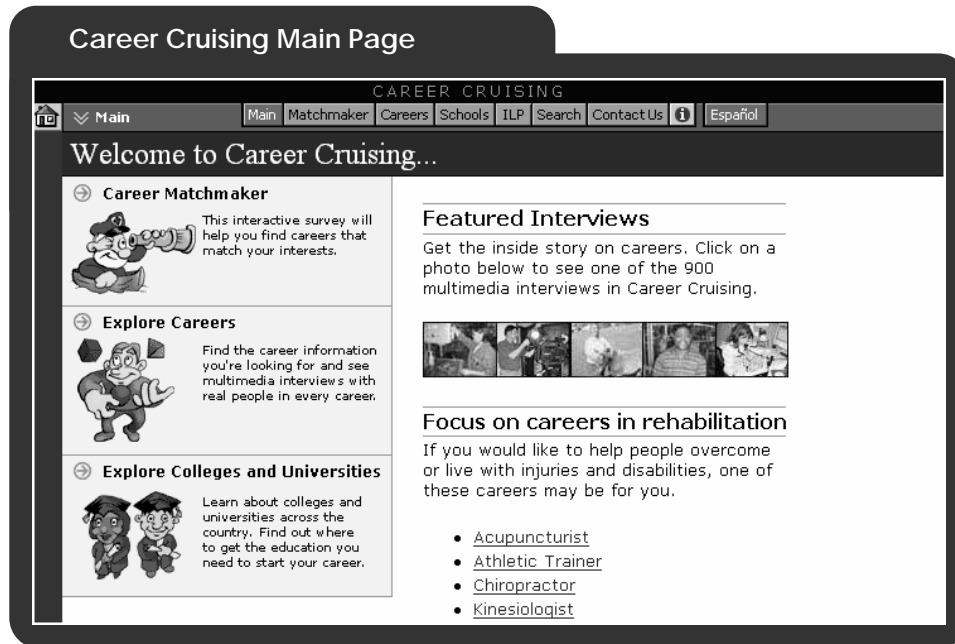 Career Cruising Main Page
CAREER CRUISING
Main
Main Matchmaker Careers Schools ILP Search Contact Us i Español
Welcome to Career Cruising...
Career Matchmaker
This interactive survey will
help you find careers that
match your interests.
Explore Careers
Find the career information
you're looking for and see
multimedia interviews with
real people in every career.
Explore Colleges and Universities
Learn about colleges and
universities across the
country. Find out where
to get the education you
need to start your career.
Featured Interviews
Get the inside story on careers. Click on a
photo below to see one of the 900
multimedia interviews in Career Cruising.
Focus on careers in rehabilitation
If you would like to help people overcome
or live with injuries and disabilities, one of
these careers may be for you.
• Acupuncturist
• Athletic Trainer
• Chiropractor
• Kinesiologist